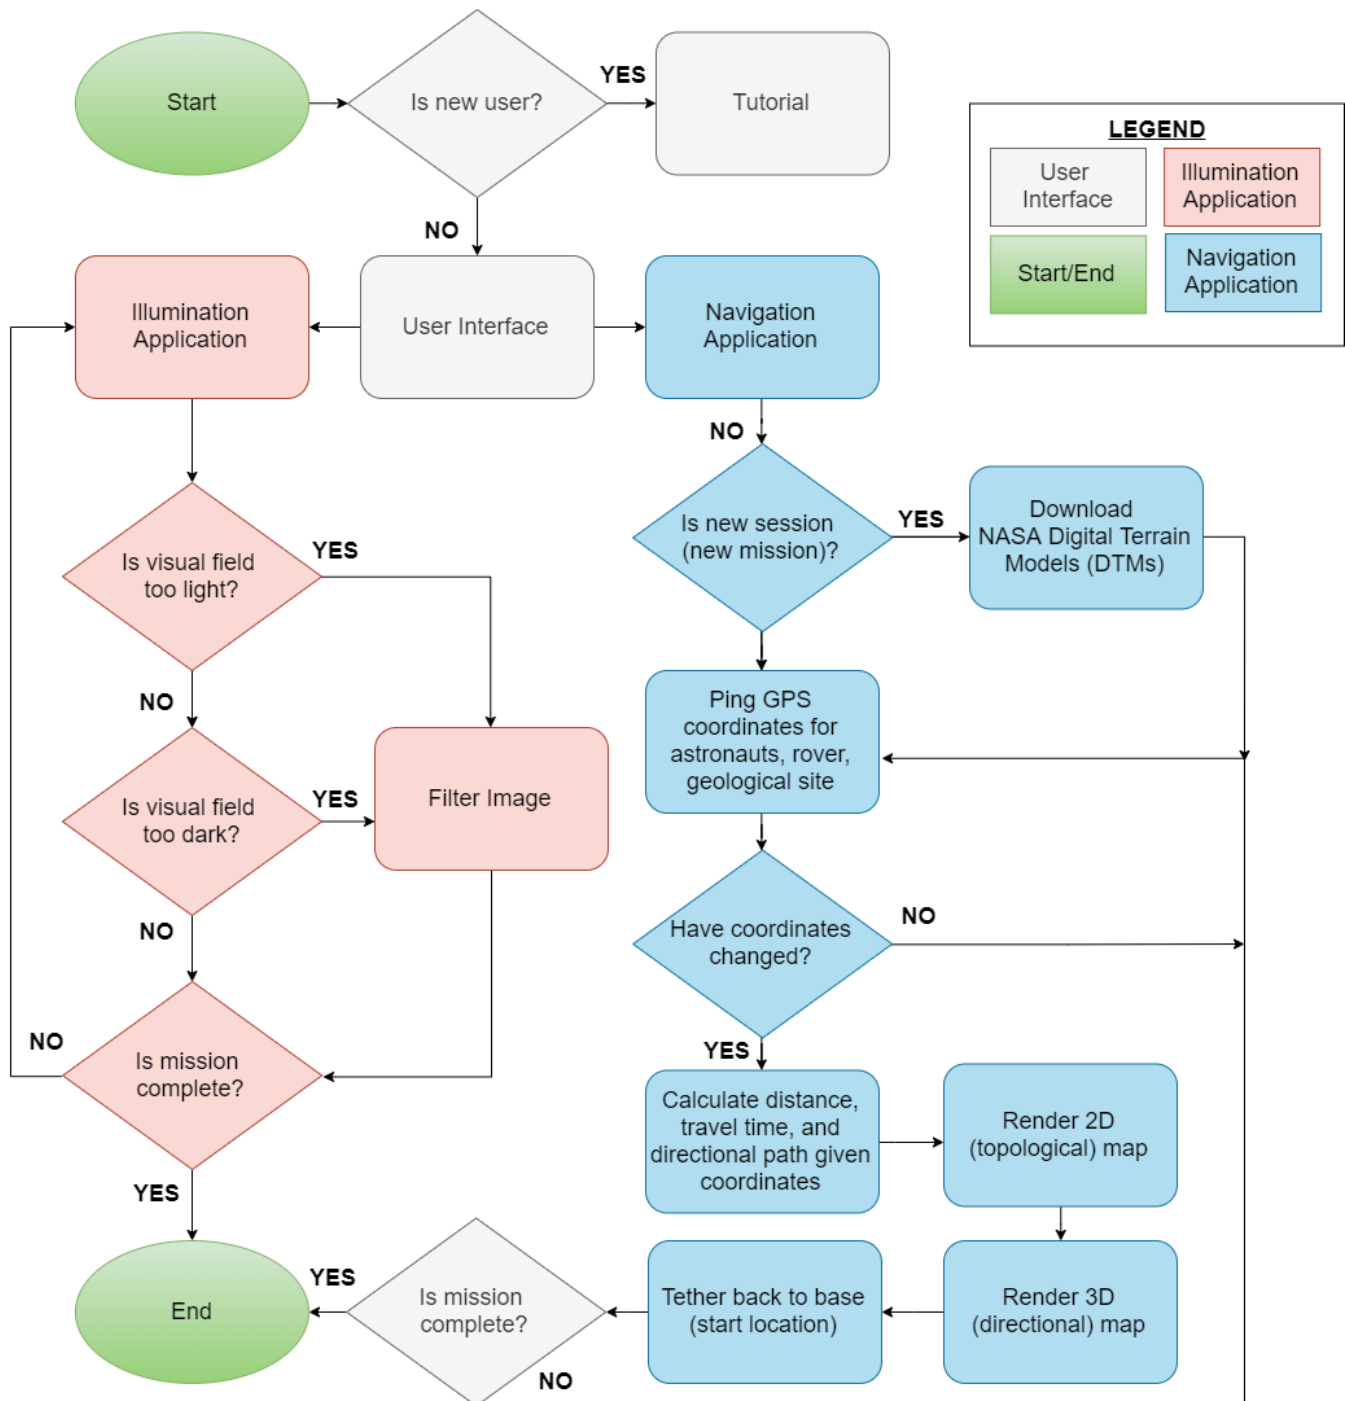 Start
Is new user?
YES
Tutorial
LEGEND
User
Interface
Illumination
Application
Start/End
Navigation
Application
NO
Illumination
Application
User Interface
Navigation
Application
NO
Is new session
(new mission)?
YES
Download
NASA Digital Terrain
Models (DTMs)
Is visual field
too light?
YES
NO
Ping GPS
coordinates for
astronauts, rover,
geological site
Is visual field
too dark?
YES
Filter Image
NO
Have coordinates
changed?
NO
YES
Is mission
complete?
NO
YES
Calculate distance,
travel time, and
directional path given
coordinates
Render 2D
(topological) map
Render 3D
(directional) map
Tether back to base
(start location)
Is mission
complete?
YES
NO
End